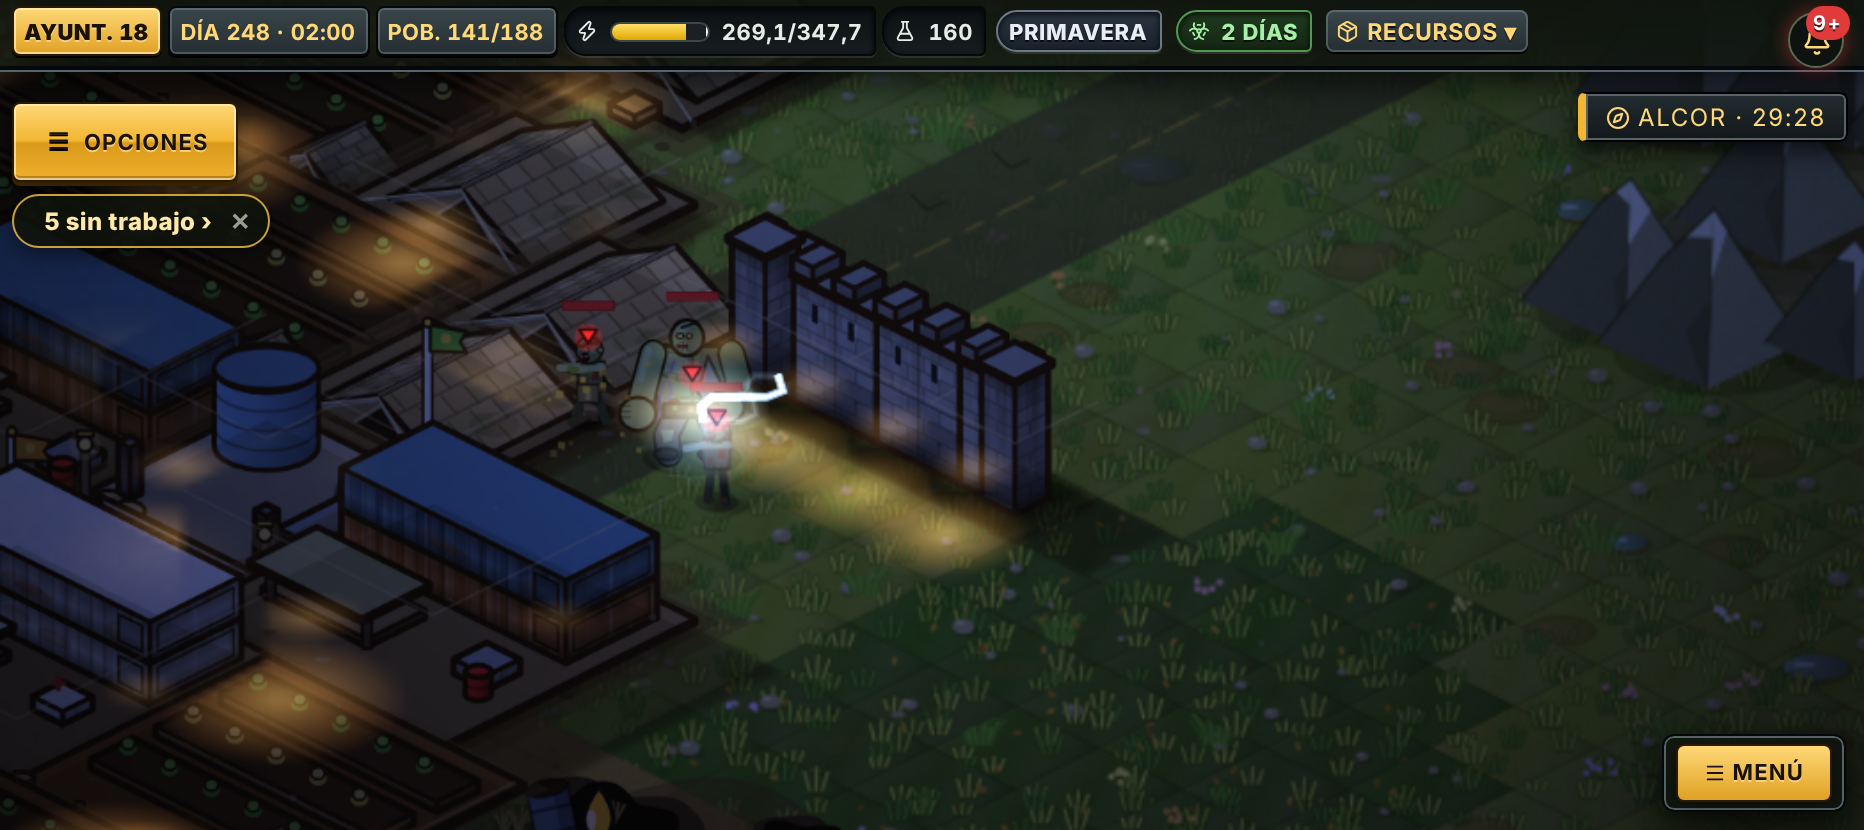 AYUNT. 18
DÍA 248 · 02:00
POB. 141/188
269,1/347,7
160
PRIMAVERA
2 DÍAS
RECURSOS ▾
9+
OPCIONES
ALCOR · 29:28
5 sin trabajo › ✕
MENÚ